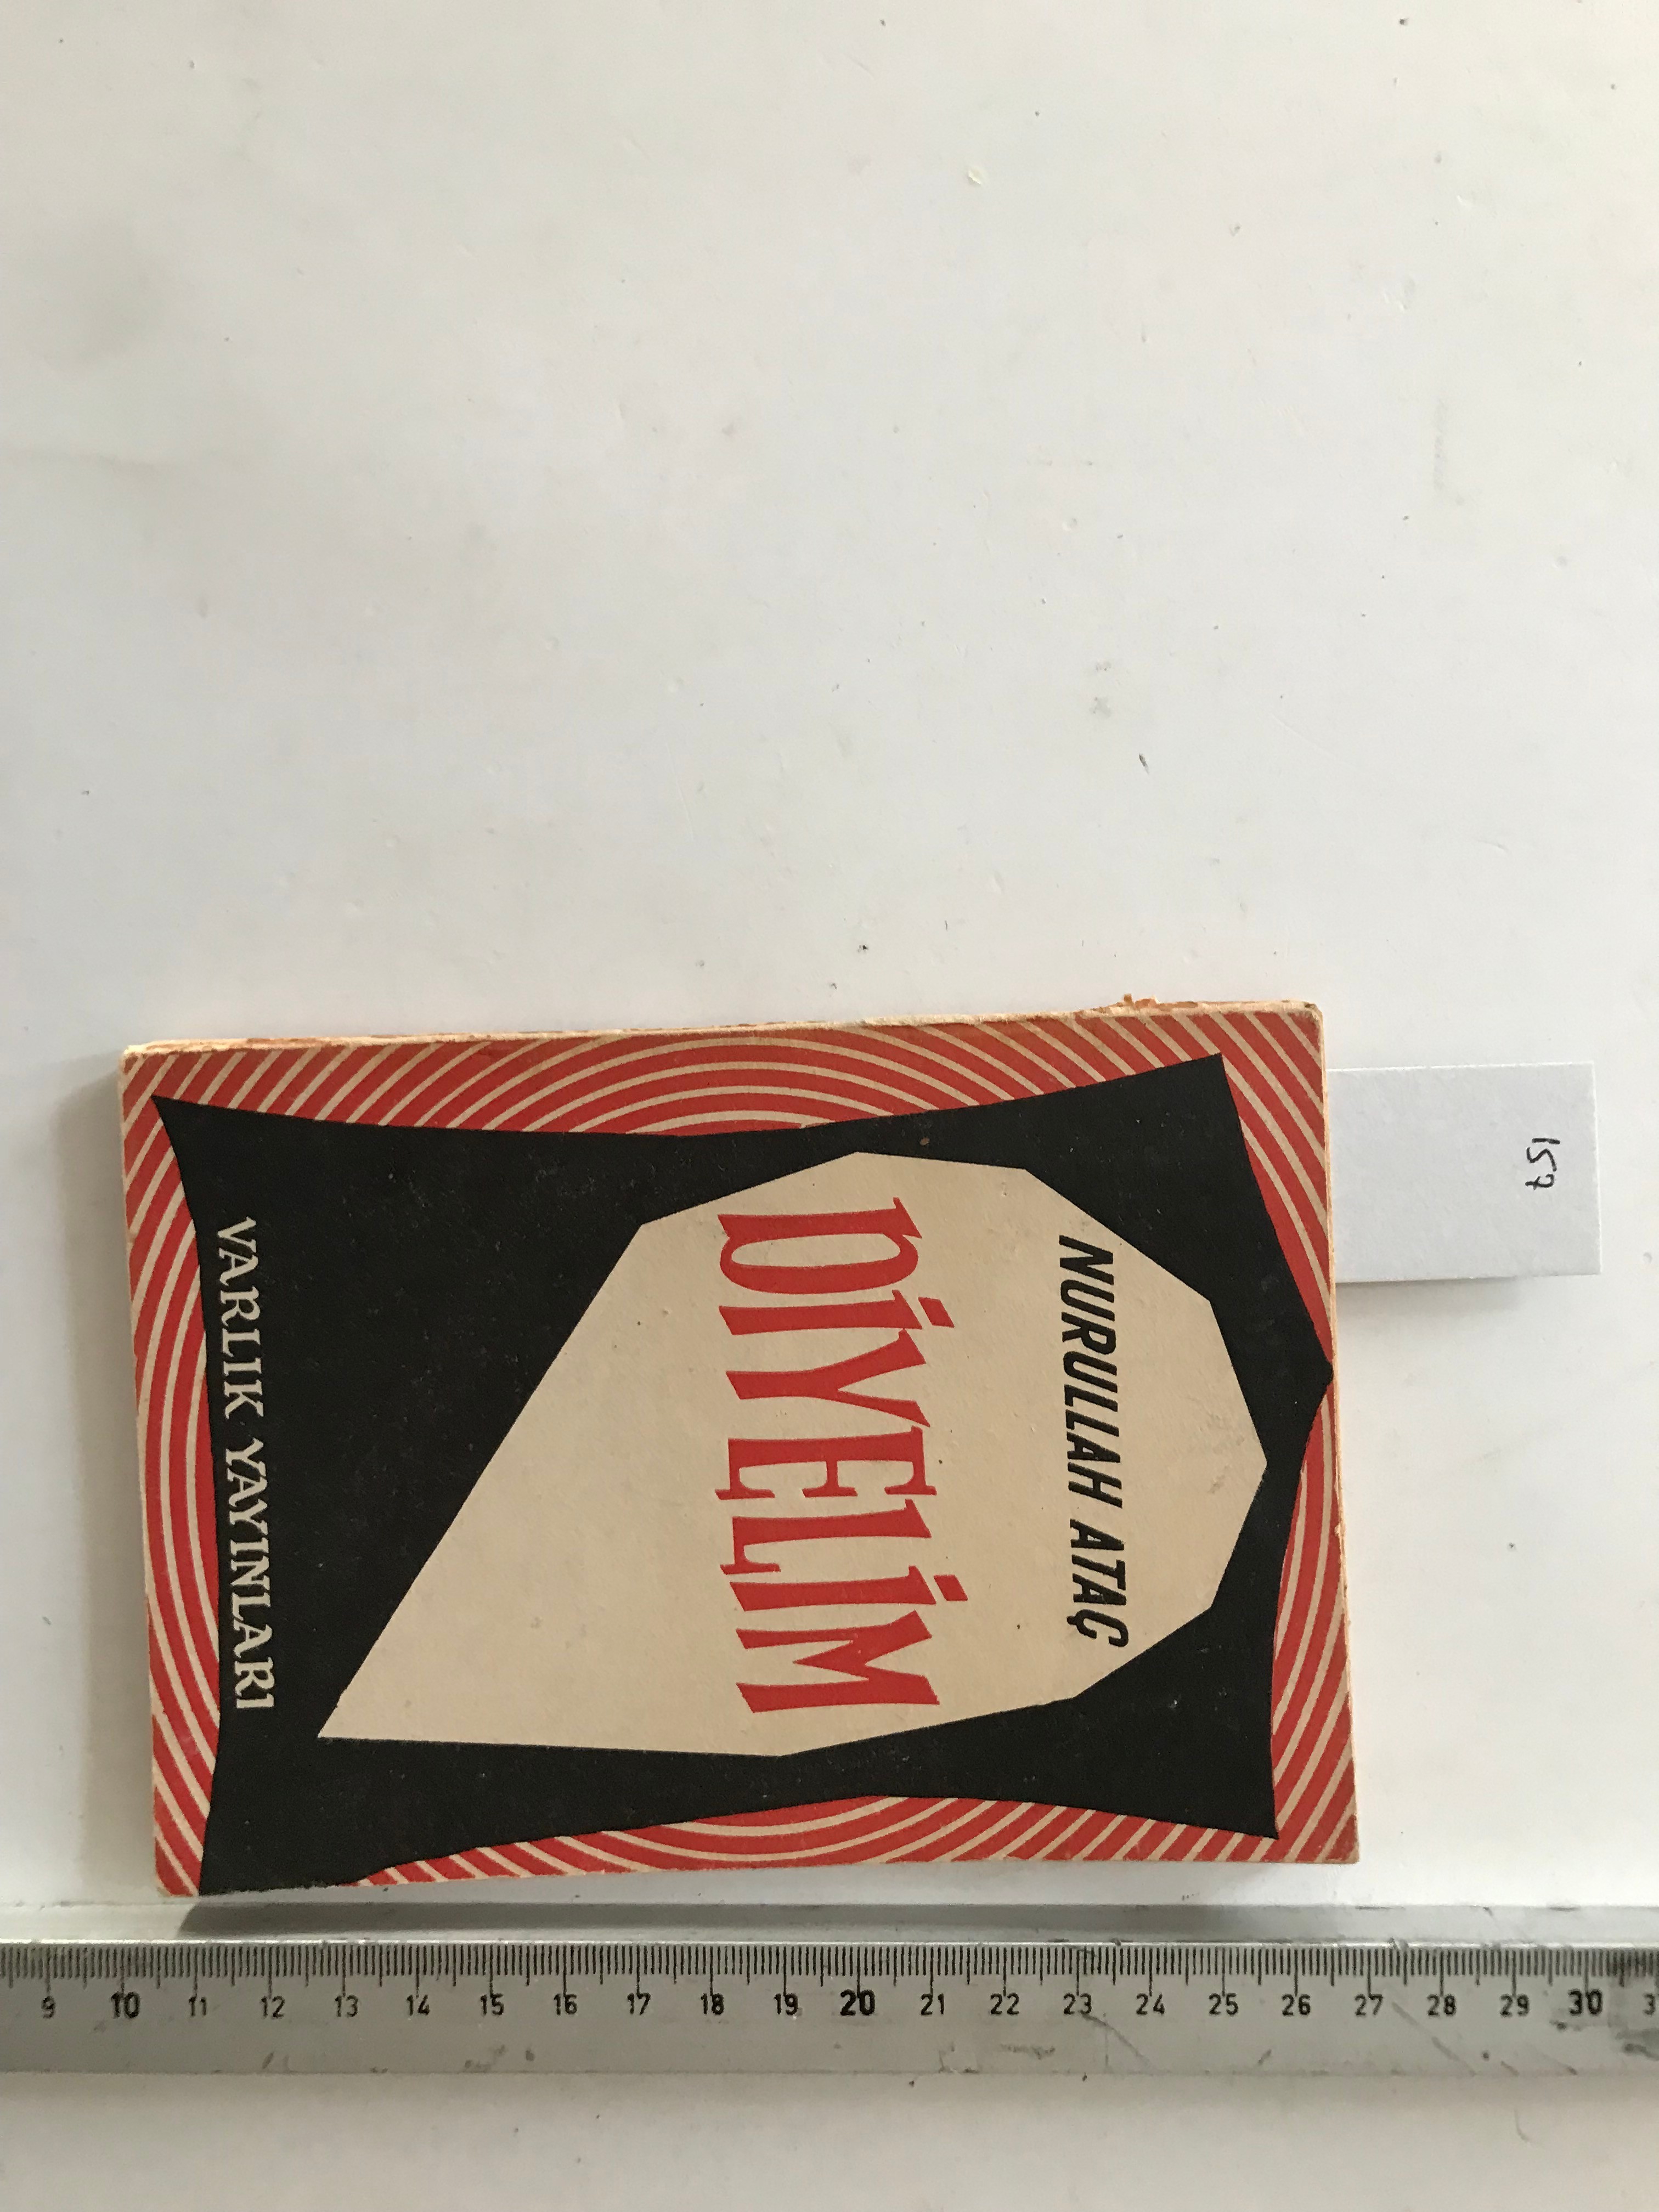 157
NURULLAH ATAÇ
DİYELİM
VARLIK YAYINLARI
9 10 11 12 13 14 15 16 17 18 19 20 21 22 23 24 25 26 27 28 29 30